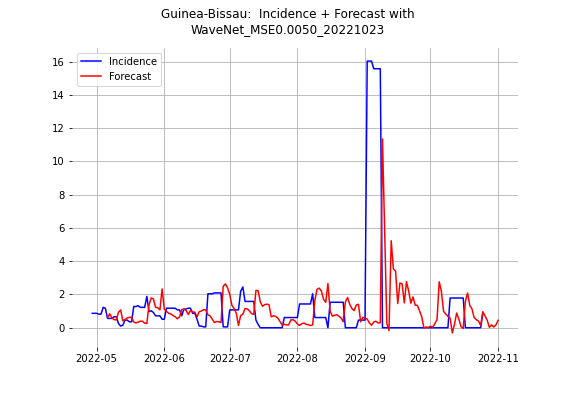 Guinea-Bissau:  Incidence + Forecast with
WaveNet_MSE0.0050_20221023
Incidence
Forecast
16
14
12
10
8
6
4
2
0
2022-05 2022-06 2022-07 2022-08 2022-09 2022-10 2022-11